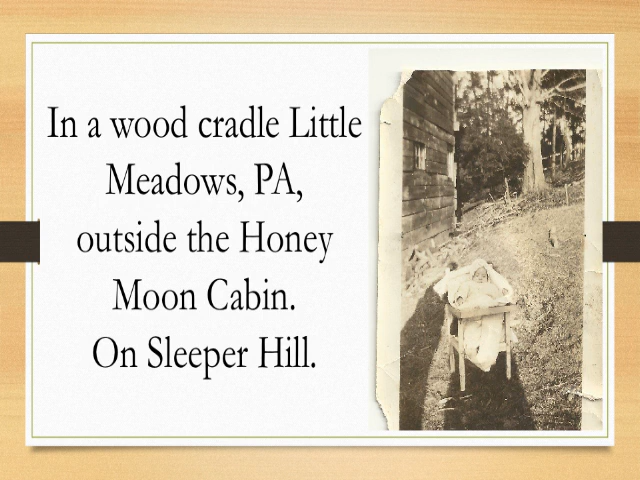 In a wood cradle Little
Meadows, PA,
outside the Honey
Moon Cabin.
On Sleeper Hill.